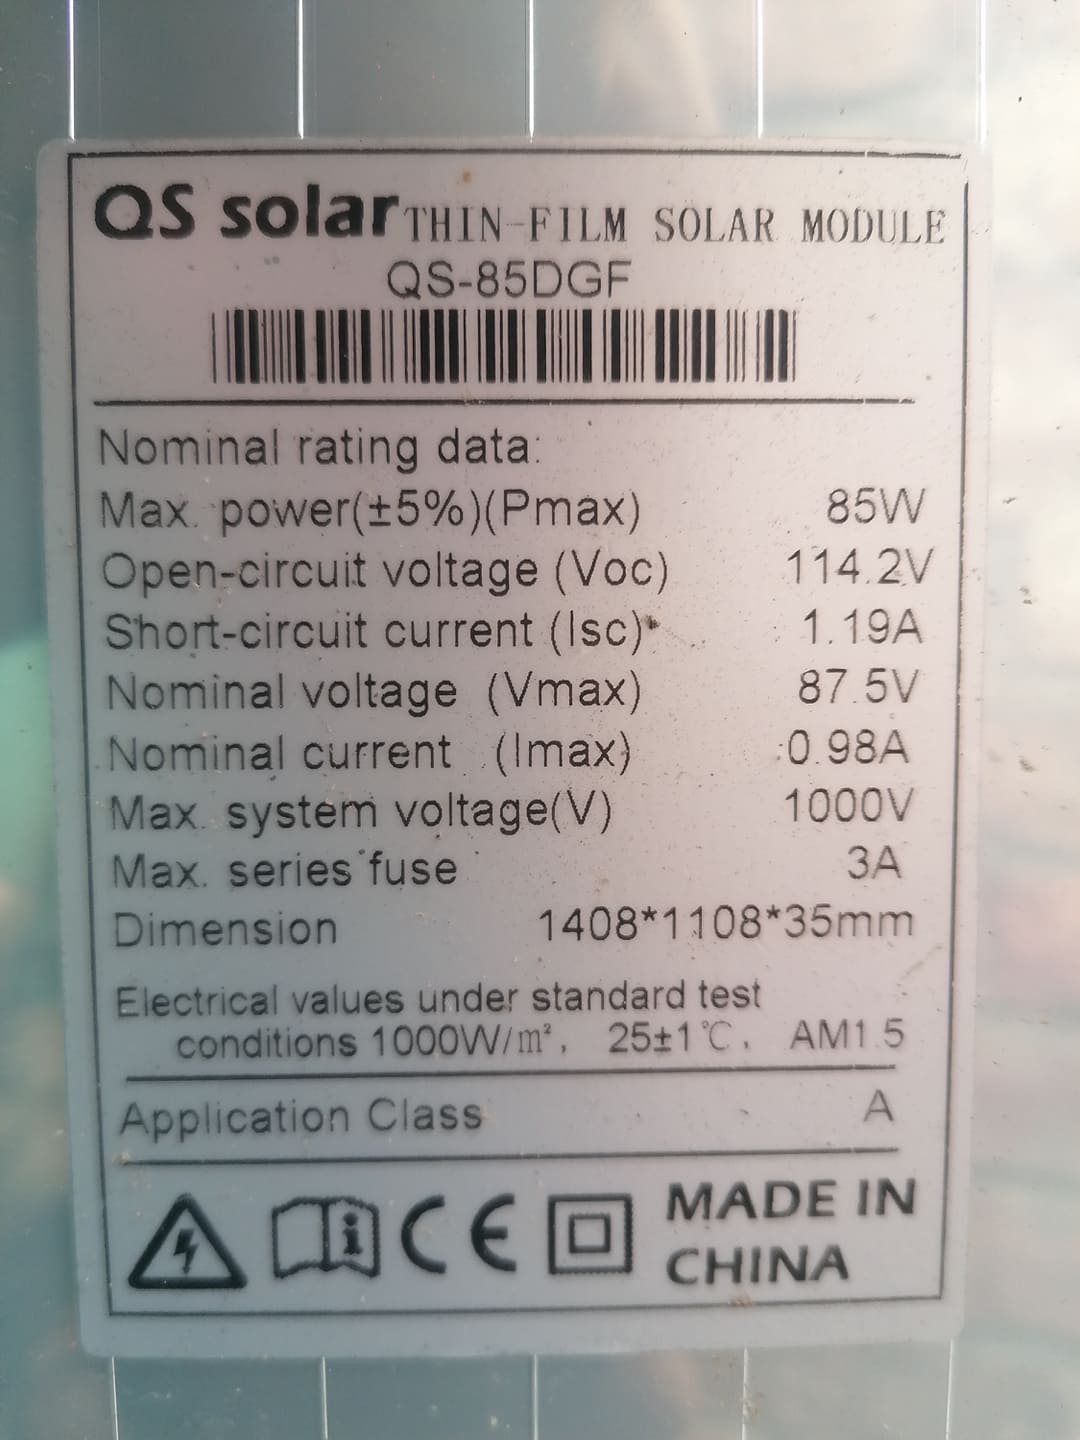 QS solar THIN-FILM SOLAR MODULE
QS-85DGF
Nominal rating data:
Max. power(±5%)(Pmax) 85W
Open-circuit voltage (Voc) 114.2V
Short-circuit current (Isc) 1.19A
Nominal voltage (Vmax) 87.5V
Nominal current (Imax) 0.98A
Max. system voltage(V) 1000V
Max. series fuse 3A
Dimension 1408*1108*35mm
Electrical values under standard test
conditions 1000W/m², 25±1℃, AM1.5
Application Class A
CE MADE IN
CHINA